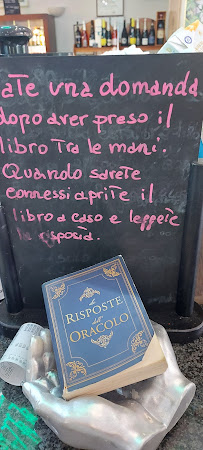 ATE UNA DOMANDA
DOPO AVER PRESO IL
LIBRO TRA LE MANI.
QUANDO SARETE
CONNESSI APRITE IL
LIBRO A CASO E LEGGETE
LA RISPOSTA.
Le
RISPOSTE
dell'
ORACOLO